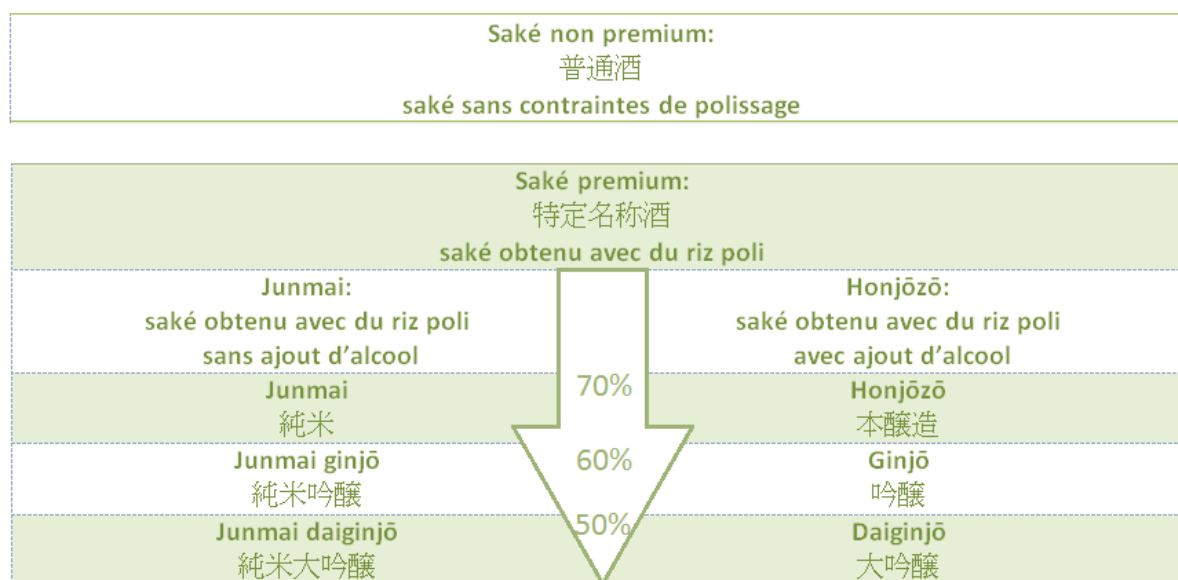 Saké non premium:
普通酒
saké sans contraintes de polissage
Saké premium:
特定名称酒
saké obtenu avec du riz poli
Junmai:
saké obtenu avec du riz poli
sans ajout d'alcool
Honjōzō:
saké obtenu avec du riz poli
avec ajout d'alcool
Junmai
純米
70%
Honjōzō
本醸造
Junmai ginjō
純米吟醸
60%
Ginjō
吟醸
Junmai daiginjō
純米大吟醸
50%
Daiginjō
大吟醸